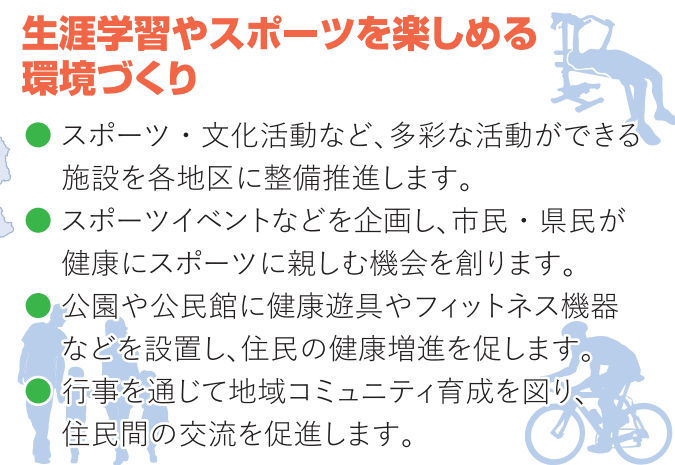 生涯学習やスポーツを楽しめる
環境づくり
● スポーツ・文化活動など、多彩な活動ができる
施設を各地区に整備推進します。
● スポーツイベントなどを企画し、市民・県民が
健康にスポーツに親しむ機会を創ります。
● 公園や公民館に健康遊具やフィットネス機器
などを設置し、住民の健康増進を促します。
● 行事を通じて地域コミュニティ育成を図り、
住民間の交流を促進します。